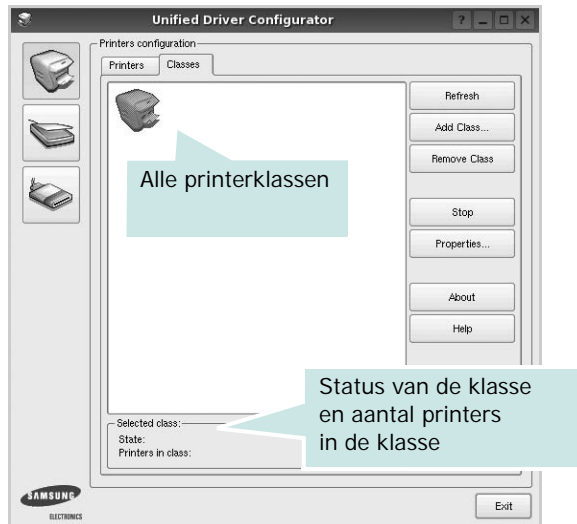 Unified Driver Configurator
Printers configuration
Printers Classes
Refresh
Add Class...
Remove Class
Alle printerklassen
Stop
Properties...
About
Help
Status van de klasse
en aantal printers
in de klasse
Selected class:
State:
Printers in class:
SAMSUNG
ELECTRONICS
Exit